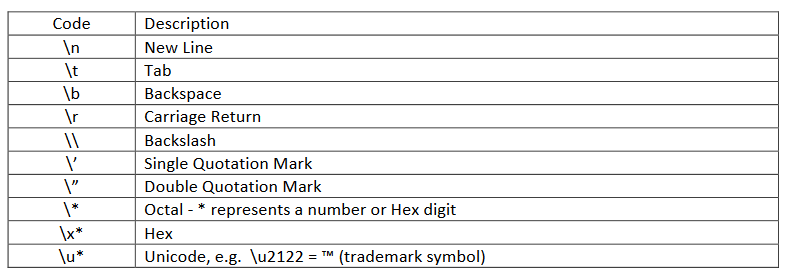 Code Description
\n New Line
\t Tab
\b Backspace
\r Carriage Return
\\ Backslash
\’ Single Quotation Mark
\” Double Quotation Mark
\* Octal - * represents a number or Hex digit
\x* Hex
\u* Unicode, e.g.  \u2122 = ™ (trademark symbol)